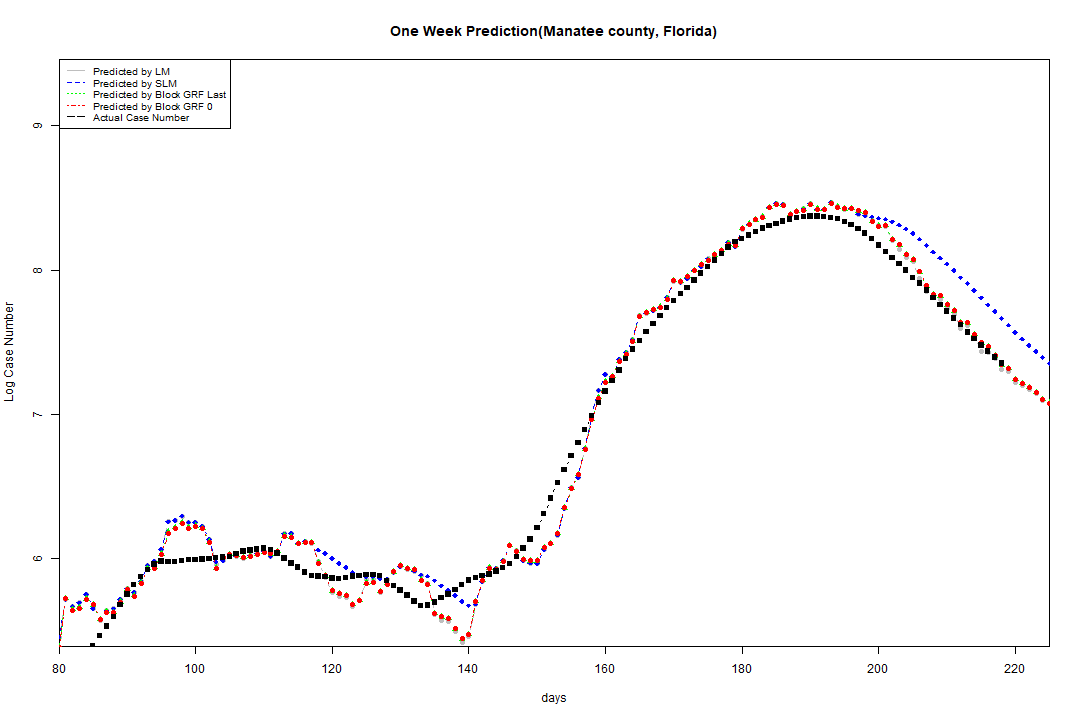 One Week Prediction(Manatee county, Florida)
Predicted by LM
Predicted by SLM
Predicted by Block GRF Last
Predicted by Block GRF 0
Actual Case Number
9
8
7
6
Log Case Number
80 100 120 140 160 180 200 220
days